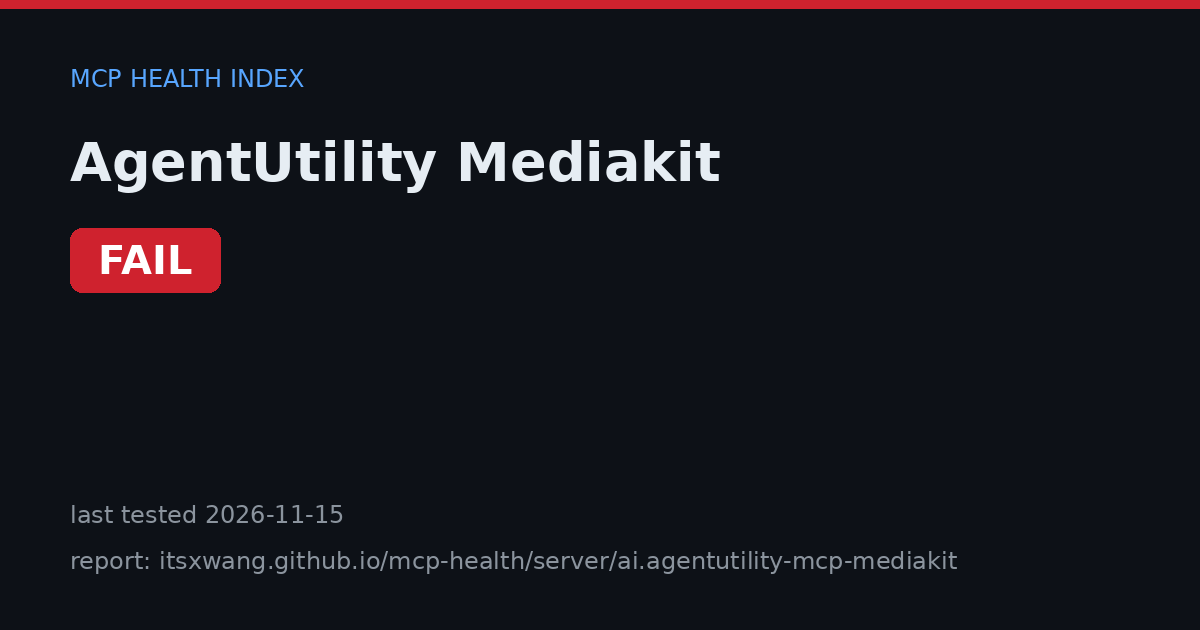 MCP HEALTH INDEX
AgentUtility Mediakit
FAIL
last tested 2026-11-15
report: itsxwang.github.io/mcp-health/server/ai.agentutility-mcp-mediakit